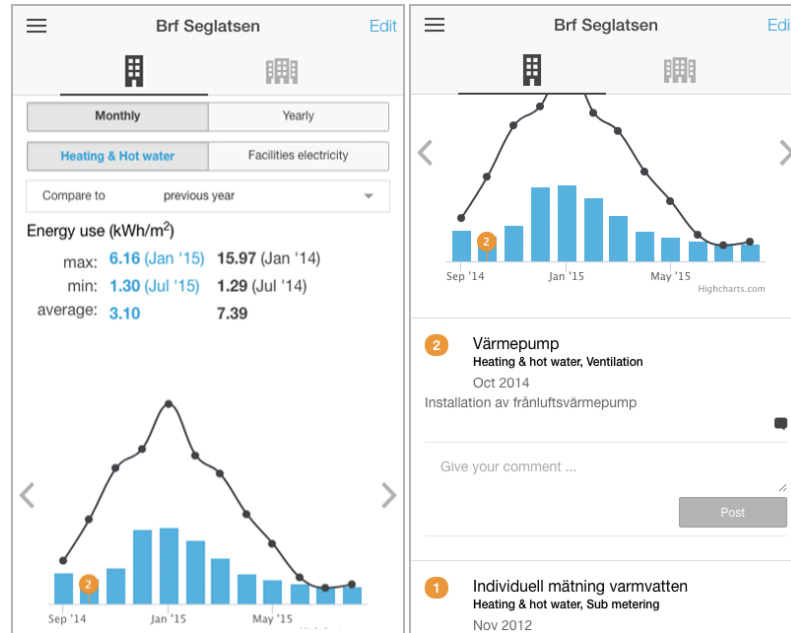 Brf Seglatsen
Edit
Monthly
Yearly
Heating & Hot water
Facilities electricity
Compare to previous year
Energy use (kWh/m²)
max: 6.16 (Jan '15) 15.97 (Jan '14)
min: 1.30 (Jul '15) 1.29 (Jul '14)
average: 3.10 7.39
2
Sep '14 Jan '15 May '15
Brf Seglatsen
2
Sep '14 Jan '15 May '15
Highcharts.com
2 Värmepump
Heating & hot water, Ventilation
Oct 2014
Installation av frånluftsvärmepump
Give your comment ...
Post
1 Individuell mätning varmvatten
Heating & hot water, Sub metering
Nov 2012